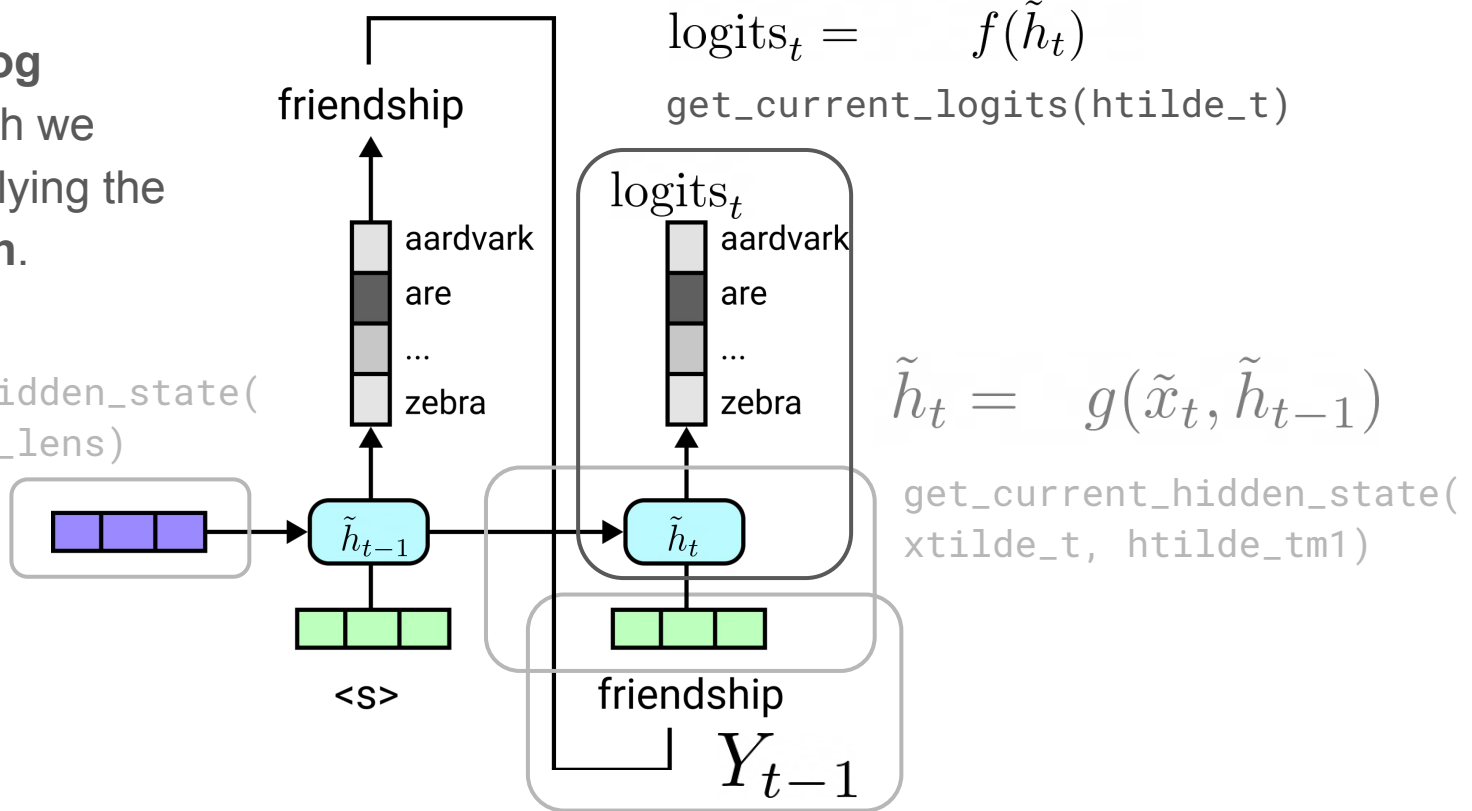 og
h we
lying the
n.
idden_state(
_lens)
friendship
aardvark
are
...
zebra
h̃_{t−1}
<s>
logits_t = f(h̃_t)
get_current_logits(htilde_t)
logits_t
aardvark
are
...
zebra
h̃_t
friendship
Y_{t−1}
h̃_t = g(x̃_t, h̃_{t−1})
get_current_hidden_state(
xtilde_t, htilde_tm1)